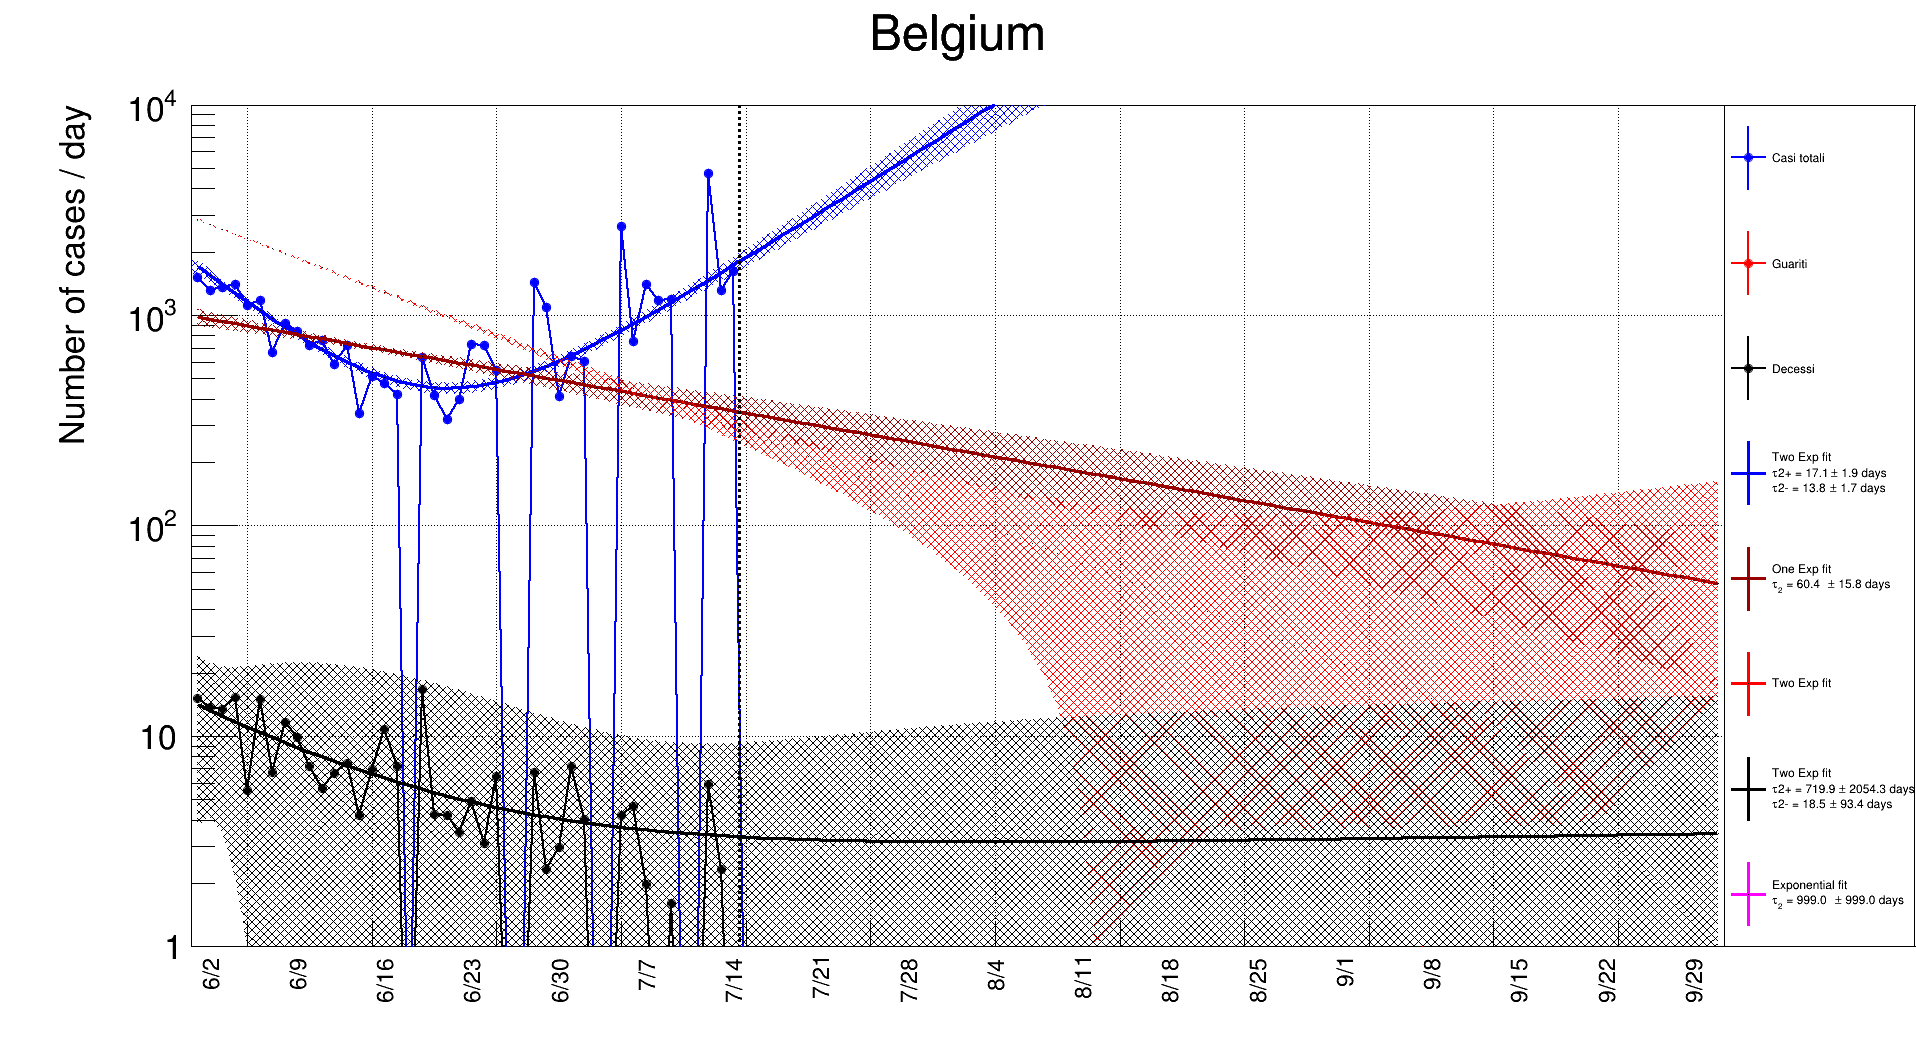 Belgium
Number of cases / day
10^4
10^3
10^2
10
1
6/2
6/9
6/16
6/23
6/30
7/7
7/14
7/21
7/28
8/4
8/11
8/18
8/25
9/1
9/8
9/15
9/22
9/29
Casi totali
Guariti
Decessi
Two Exp fit
τ2+ = 17.1 ± 1.9 days
τ2- = 13.8 ± 1.7 days
One Exp fit
τ₂ = 60.4 ± 15.8 days
Two Exp fit
Two Exp fit
τ2+ = 719.9 ± 2054.3 days
τ2- = 18.5 ± 93.4 days
Exponential fit
τ₂ = 999.0 ± 999.0 days